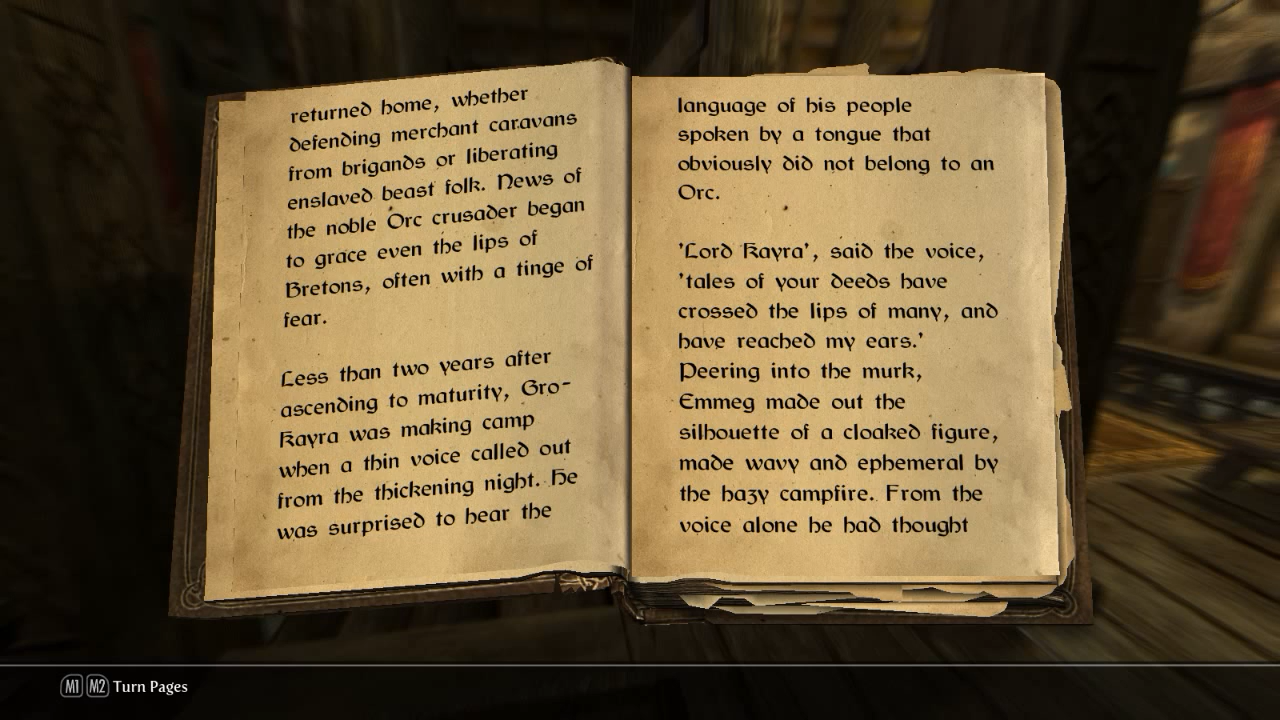 returned home, whether
defending merchant caravans
from brigands or liberating
enslaved beast folk. News of
the noble Orc crusader began
to grace even the lips of
Bretons, often with a tinge of
fear.
Less than two years after
ascending to maturity, Gro-
Kayra was making camp
when a thin voice called out
from the thickening night. He
was surprised to hear the
language of his people
spoken by a tongue that
obviously did not belong to an
Orc.
'Lord Kayra', said the voice,
'tales of your deeds have
crossed the lips of many, and
have reached my ears.'
Peering into the murk,
Emmeg made out the
silhouette of a cloaked figure,
made wavy and ephemeral by
the hazy campfire. From the
voice alone he had thought
M1 M2 Turn Pages